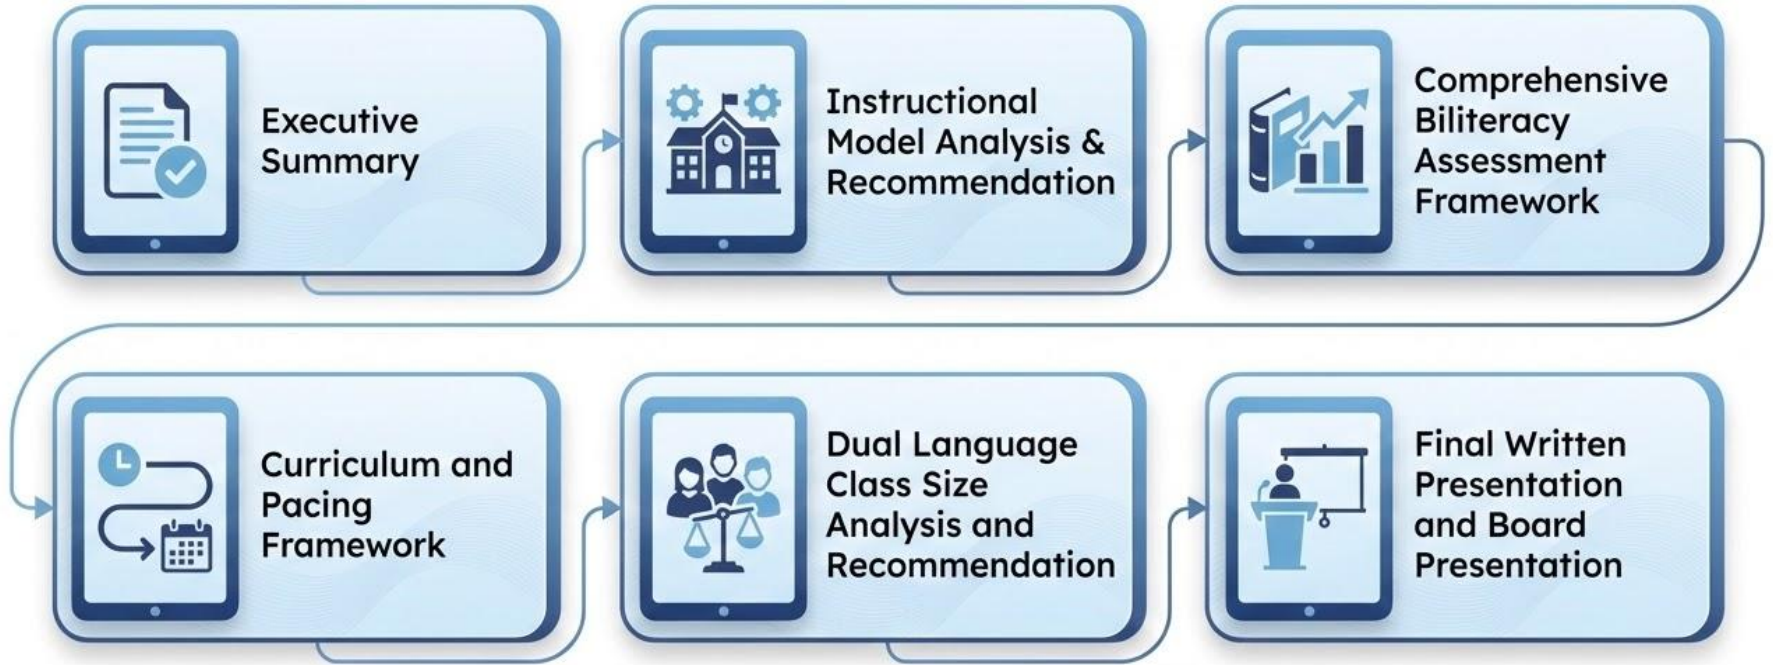 Executive
Summary
Instructional
Model Analysis &
Recommendation
Comprehensive
Biliteracy
Assessment
Framework
Curriculum and
Pacing
Framework
Dual Language
Class Size
Analysis and
Recommendation
Final Written
Presentation
and Board
Presentation